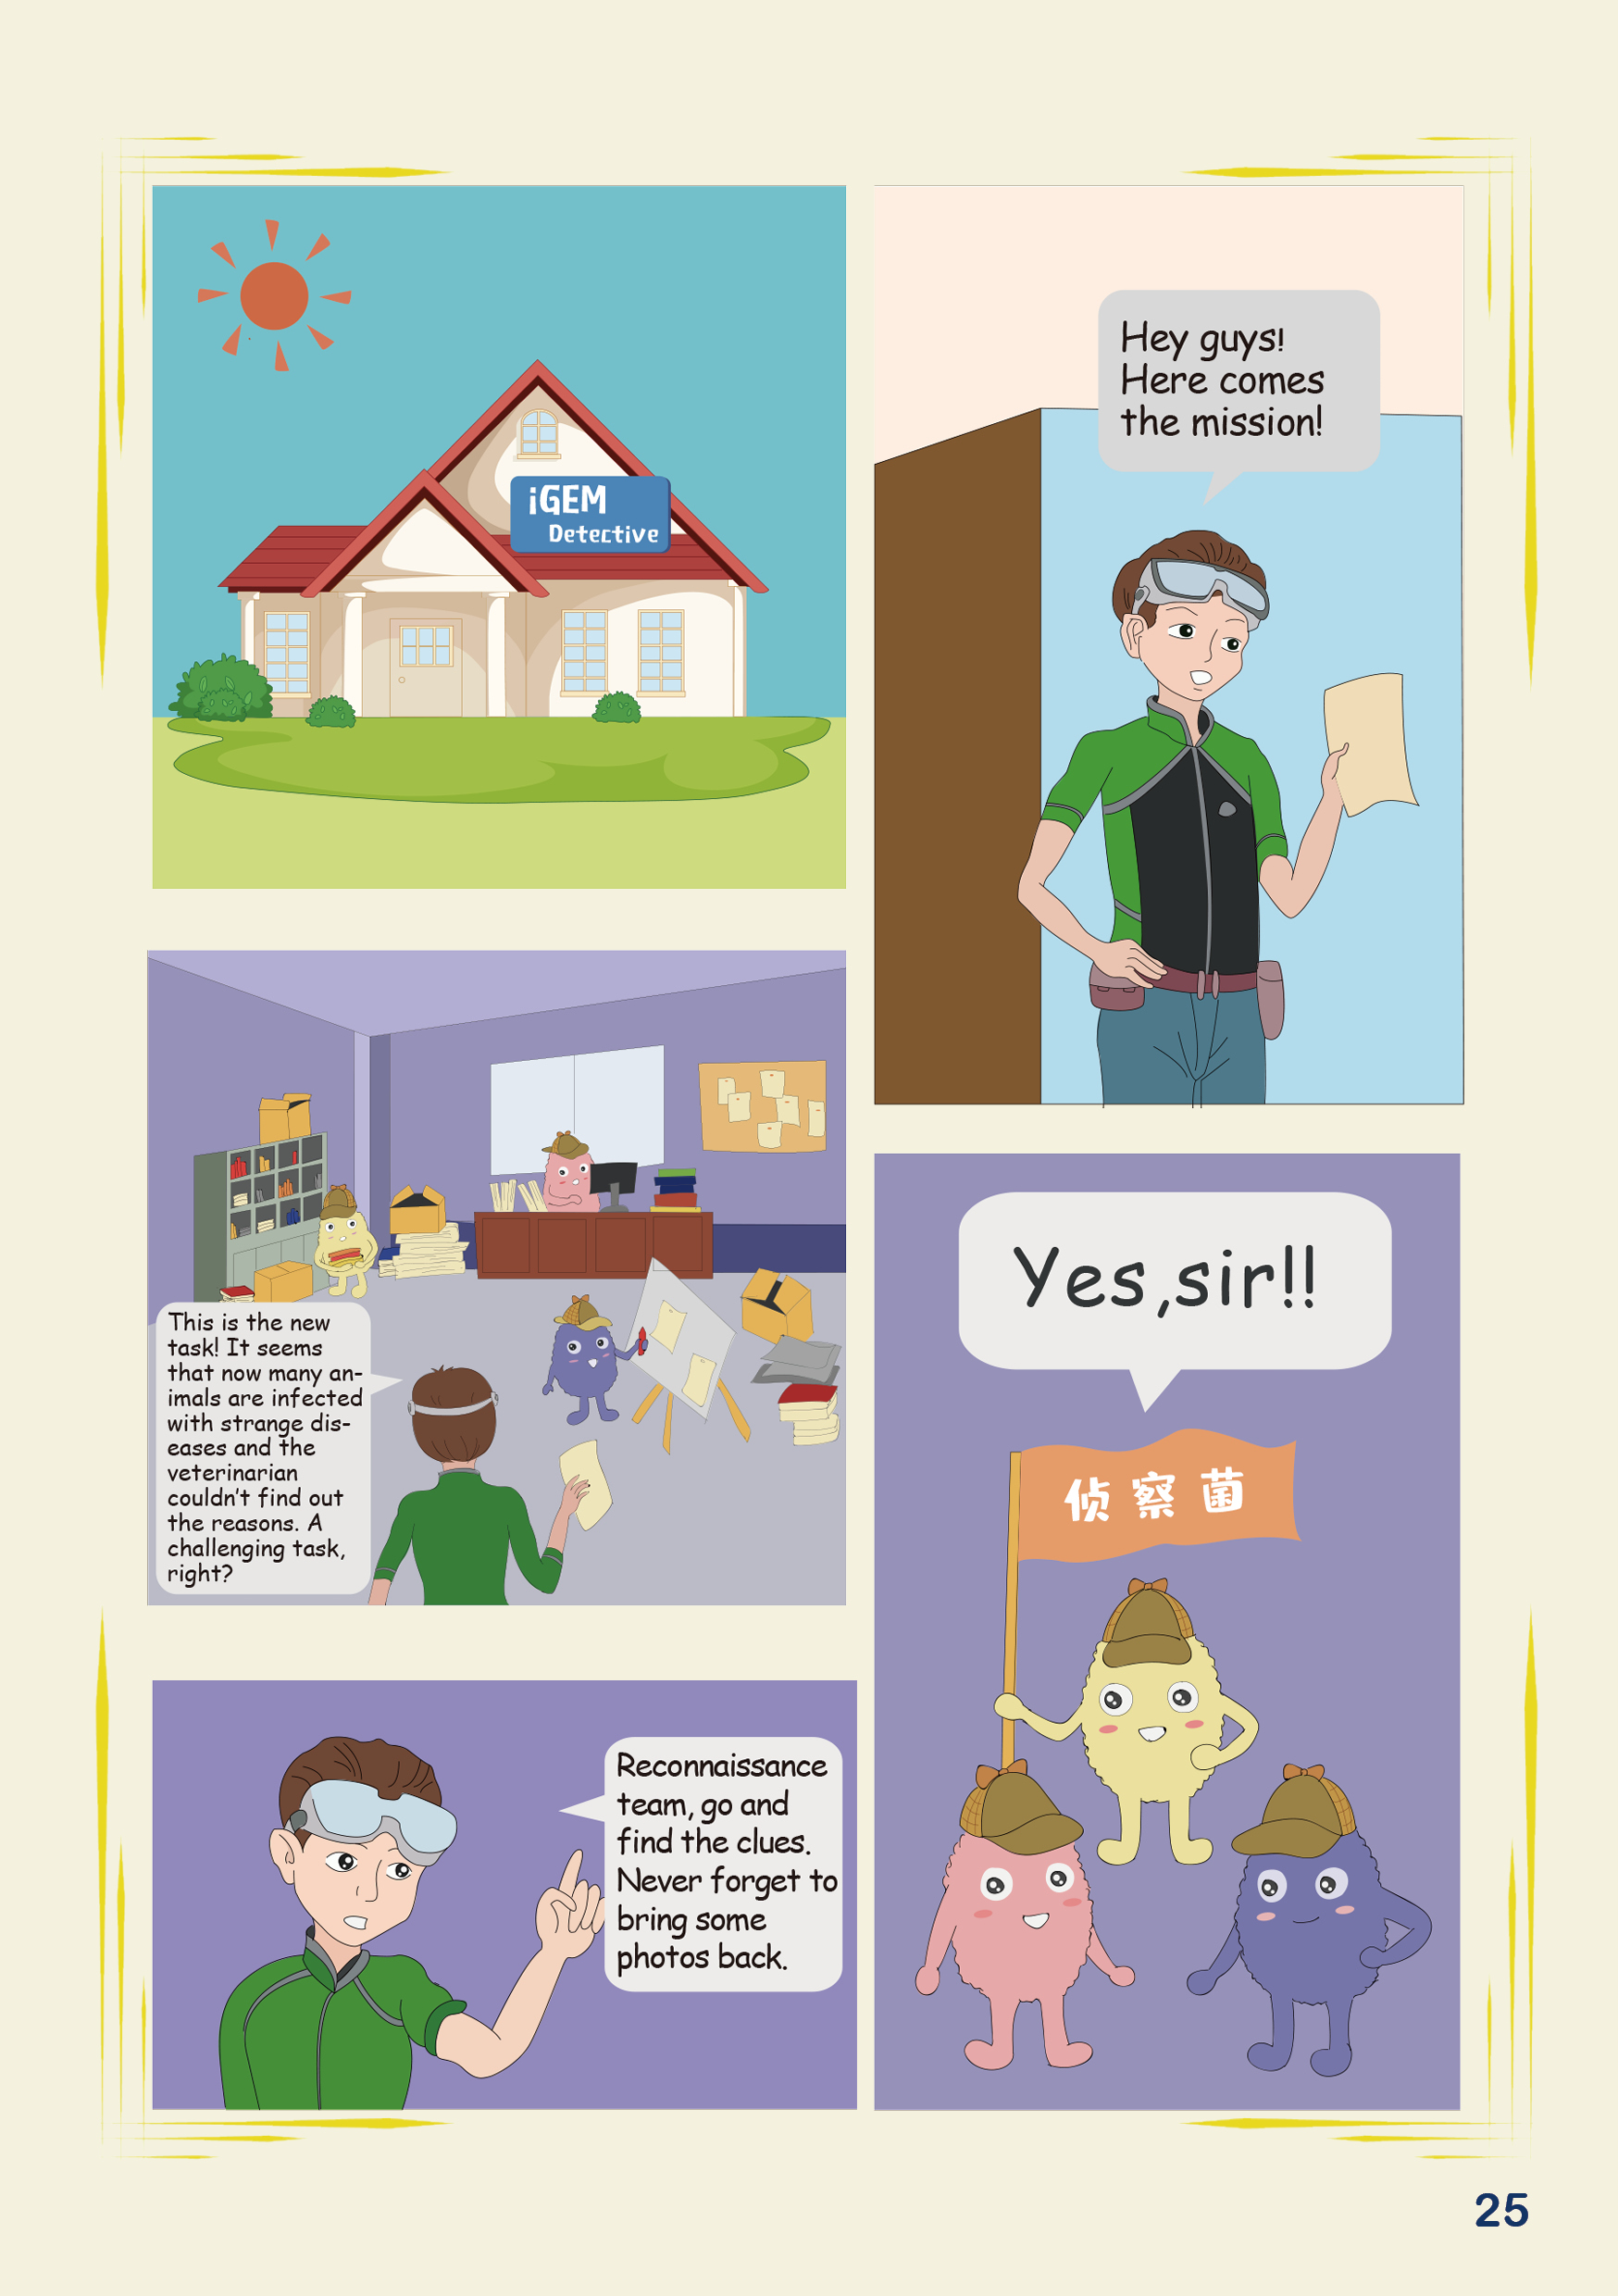 iGEM
Detective
Hey guys!
Here comes
the mission!
This is the new
task! It seems
that now many an-
imals are infected
with strange dis-
eases and the
veterinarian
couldn't find out
the reasons. A
challenging task,
right?
Reconnaissance
team, go and
find the clues.
Never forget to
bring some
photos back.
Yes,sir!!
侦察菌
25